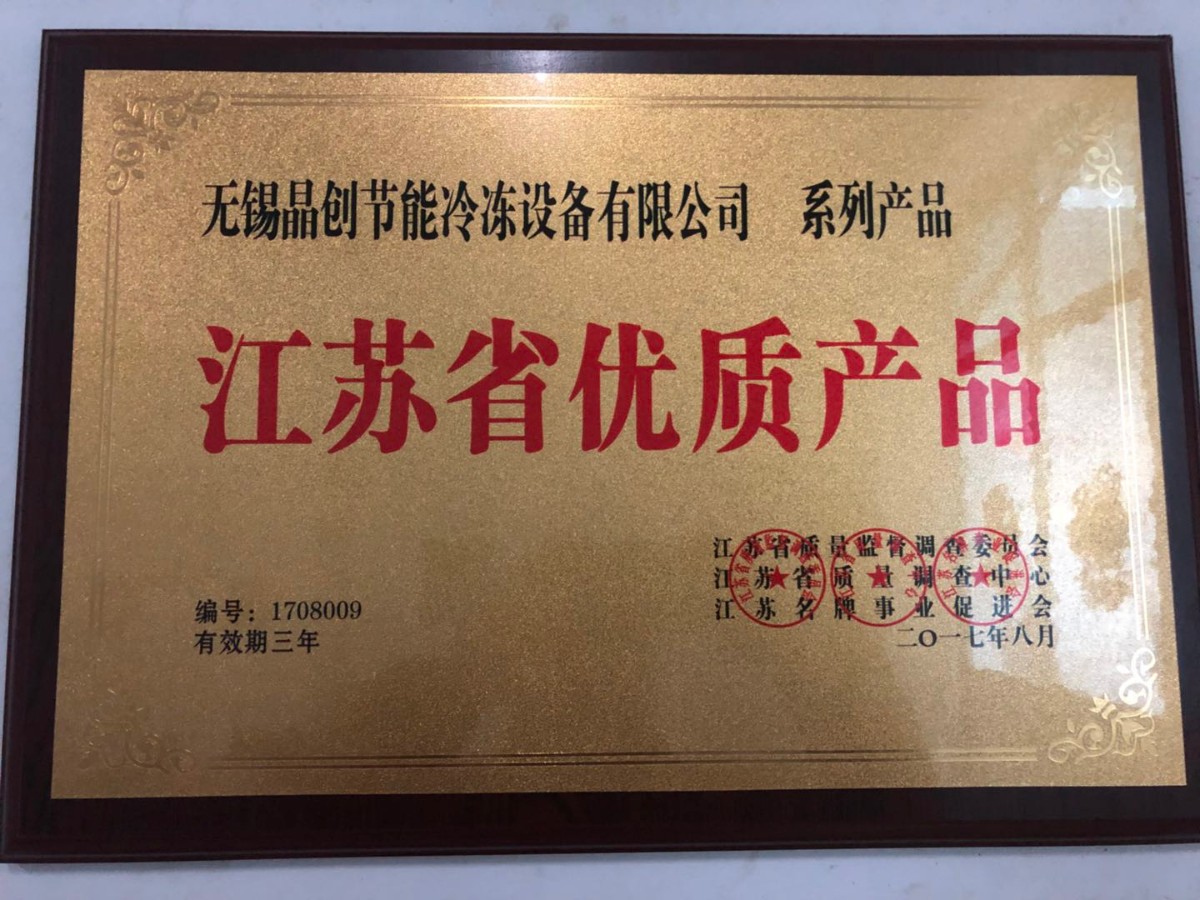 无锡晶创节能冷冻设备有限公司 系列产品
江苏省优质产品
编号：1708009
有效期三年
江苏省质量监督调查委员会
江苏省质量调查中心
江苏名牌事业促进会
二〇一七年八月